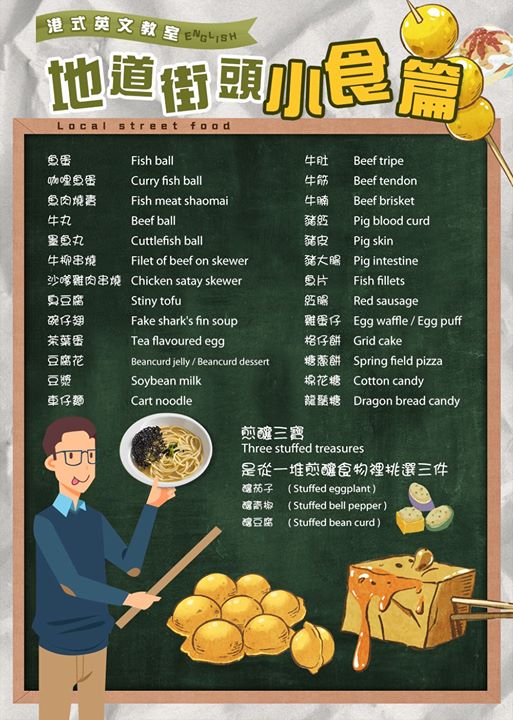 港式英文教室 ENGLISH
地道街頭小食篇
Local street food
魚蛋 Fish ball
咖哩魚蛋 Curry fish ball
魚肉燒賣 Fish meat shaomai
牛丸 Beef ball
墨魚丸 Cuttlefish ball
牛柳串燒 Filet of beef on skewer
沙嗲雞肉串燒 Chicken satay skewer
臭豆腐 Stiny tofu
碗仔翅 Fake shark's fin soup
茶葉蛋 Tea flavoured egg
豆腐花 Beancurd jelly / Beancurd dessert
豆漿 Soybean milk
車仔麵 Cart noodle
牛肚 Beef tripe
牛筋 Beef tendon
牛腩 Beef brisket
豬紅 Pig blood curd
豬皮 Pig skin
豬大腸 Pig intestine
魚片 Fish fillets
紅腸 Red sausage
雞蛋仔 Egg waffle / Egg puff
格仔餅 Grid cake
糖蔥餅 Spring field pizza
棉花糖 Cotton candy
龍鬚糖 Dragon bread candy
煎釀三寶
Three stuffed treasures
是從一堆煎釀食物裡挑選三件
釀茄子 ( Stuffed eggplant )
釀青椒 ( Stuffed bell pepper )
釀豆腐 ( Stuffed bean curd )